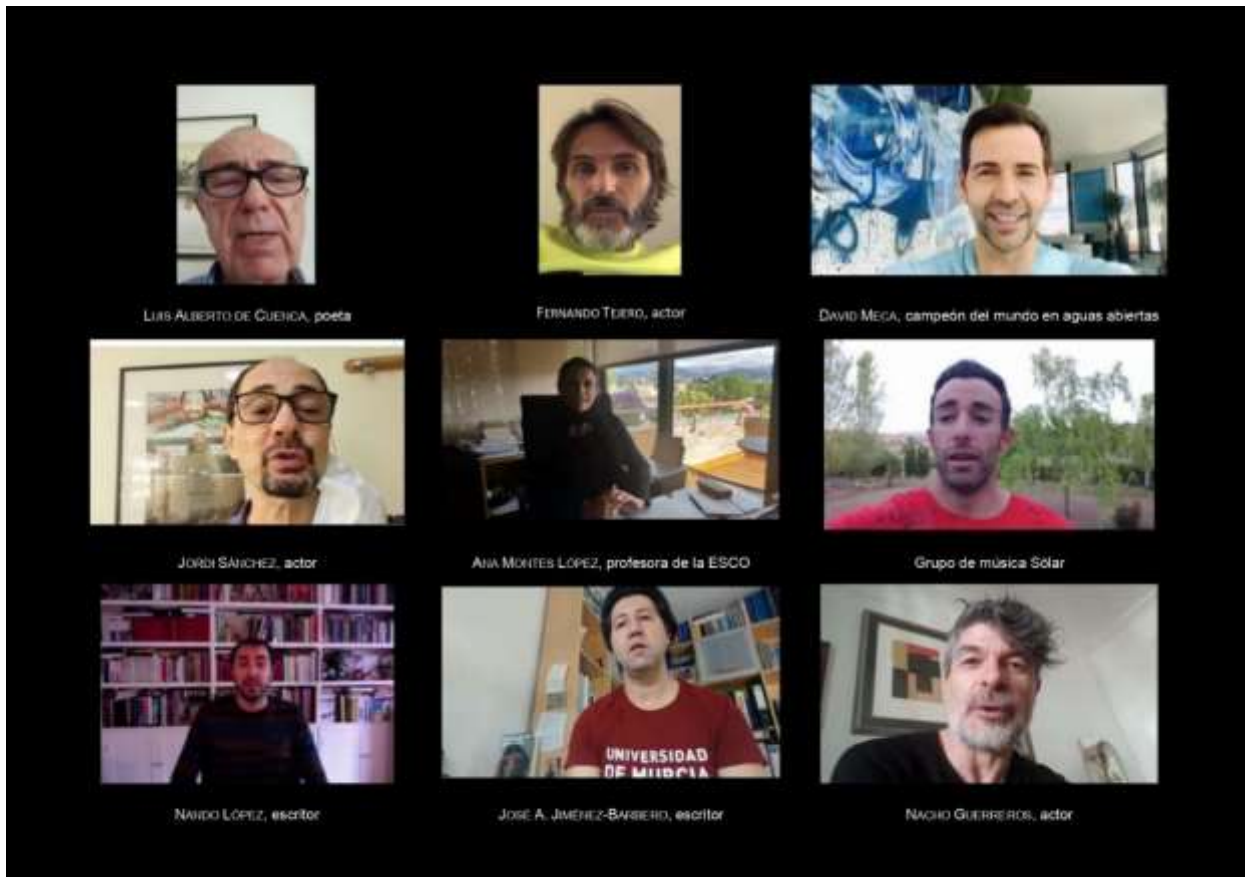 LUIS ALBERTO DE CUENCA, poeta
FERNANDO TEJERO, actor
DAVID MECA, campeón del mundo en aguas abiertas
JORDI SÁNCHEZ, actor
ANA MONTES LÓPEZ, profesora de la ESCO
Grupo de música Sólar
NANDO LÓPEZ, escritor
UNIVERSIDAD
DE MURCIA
JOSÉ A. JIMÉNEZ-BARBERO, escritor
NACHO GUERREROS, actor